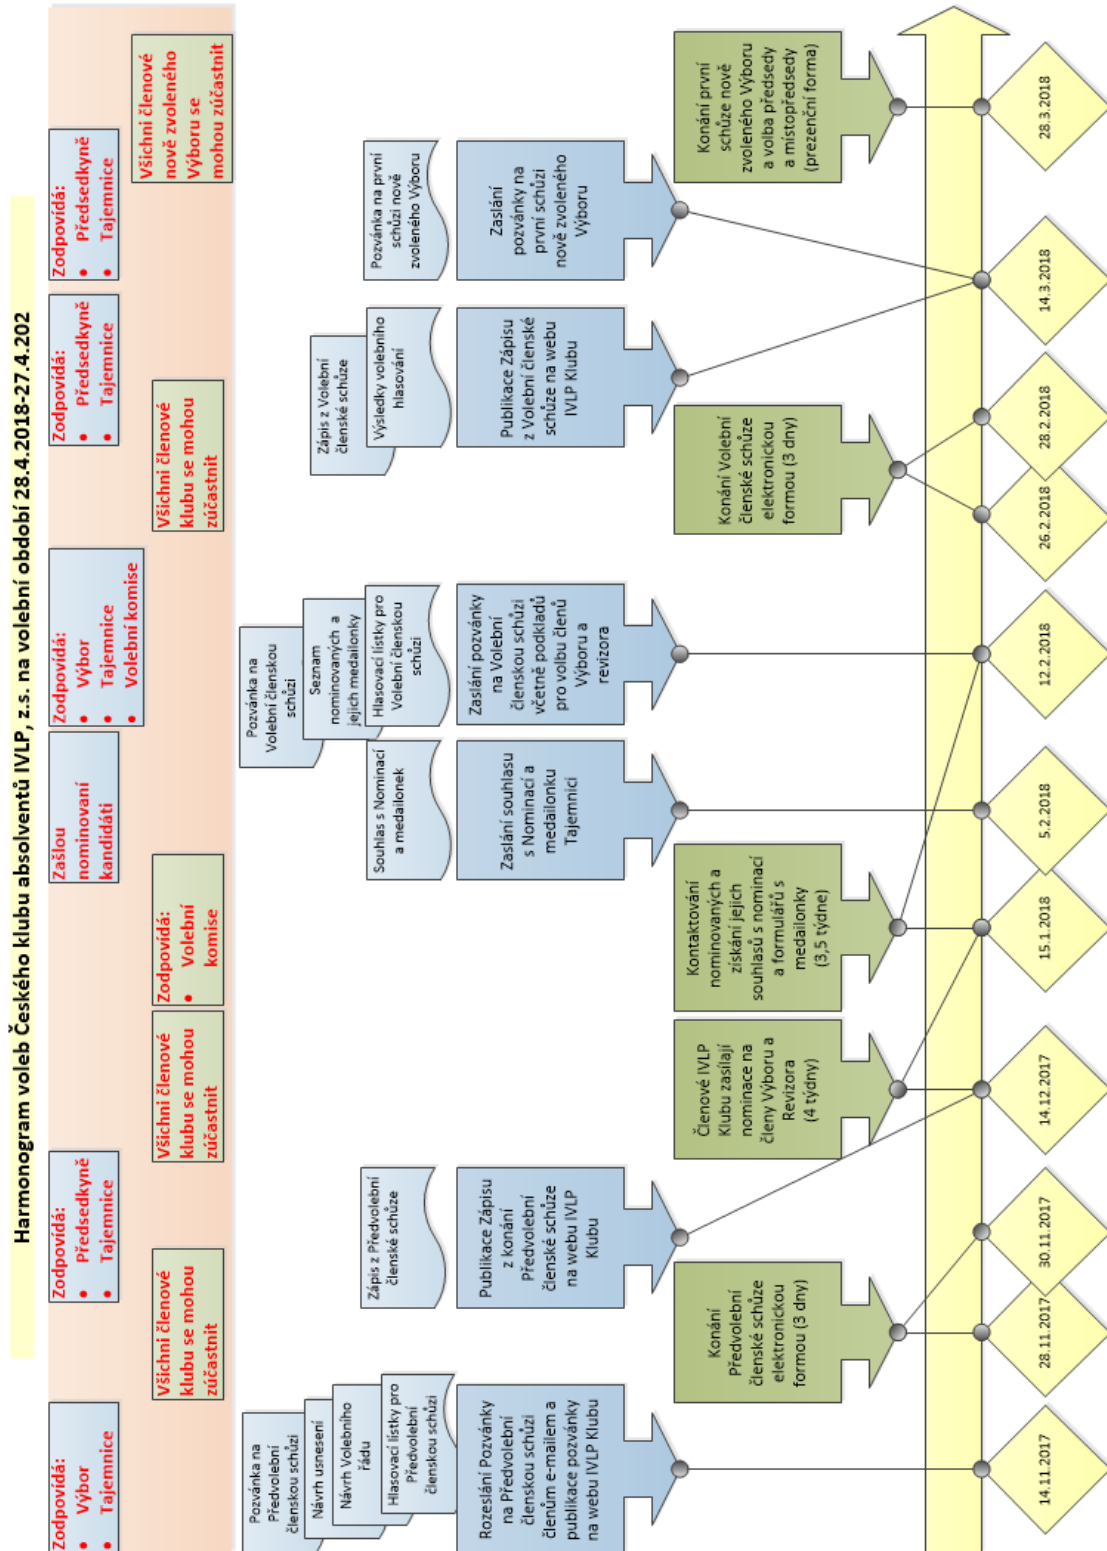 Harmonogram voleb Českého klubu absolventů IVLP, z.s. na volební období 28.4.2018-27.4.202
Zodpovídá:
• Výbor
• Tajemnice
Zodpovídá:
• Předsedkyně
• Tajemnice
Zašlou
nominovaní
kandidáti
Zodpovídá:
• Výbor
• Tajemnice
• Volební komise
Zodpovídá:
• Předsedkyně
• Tajemnice
Zodpovídá:
• Předsedkyně
• Tajemnice
Všichni členové
klubu se mohou
zúčastnit
Všichni členové
klubu se mohou
zúčastnit
Zodpovídá:
• Volební
komise
Všichni členové
klubu se mohou
zúčastnit
Všichni členové
nově zvoleného
Výboru se
mohou zúčastnit
Pozvánka na
Předvolební
členskou schůzi
Návrh usnesení
Návrh Volebního
řádu
Hlasovací lístky pro
Předvolební
členskou schůzi
Zápis z Předvolební
členské schůze
Souhlas s Nominací
a medailonek
Pozvánka na
Volební členskou
schůzi
Seznam
nominovaných a
jejich medailonky
Hlasovací lístky pro
Volební členskou
schůzi
Zápis z Volební
členské schůze
Výsledky volebního
hlasování
Pozvánka na první
schůzi nově
zvoleného Výboru
Rozeslání Pozvánky
na Předvolební
členskou schůzi
členům e-mailem a
publikace pozvánky
na webu IVLP Klubu
Publikace Zápisu
z konání
Předvolební
členské schůze
na webu IVLP
Klubu
Zaslání souhlasu
s Nominací a
medailonku
Tajemnici
Zaslání pozvánky
na Volební
členskou schůzi
včetně podkladů
pro volbu členů
Výboru a
revizora
Publikace Zápisu
z Volební členské
schůze na webu
IVLP Klubu
Zaslání
pozvánky na
první schůzi
nově zvoleného
Výboru
Konání
Předvolební
členské schůze
elektronickou
formou (3 dny)
Členové IVLP
Klubu zasílají
nominace na
členy Výboru a
Revizora
(4 týdny)
Kontaktování
nominovaných a
získání jejich
souhlasů s nominací
a formulářů s
medailonky
(3,5 týdne)
Konání Volební
členské schůze
elektronickou
formou (3 dny)
Konání první
schůze nově
zvoleného Výboru
a volba předsedy
a místopředsedy
(prezenční forma)
14.11.2017
28.11.2017
30.11.2017
14.12.2017
15.1.2018
5.2.2018
12.2.2018
26.2.2018
28.2.2018
14.3.2018
28.3.2018